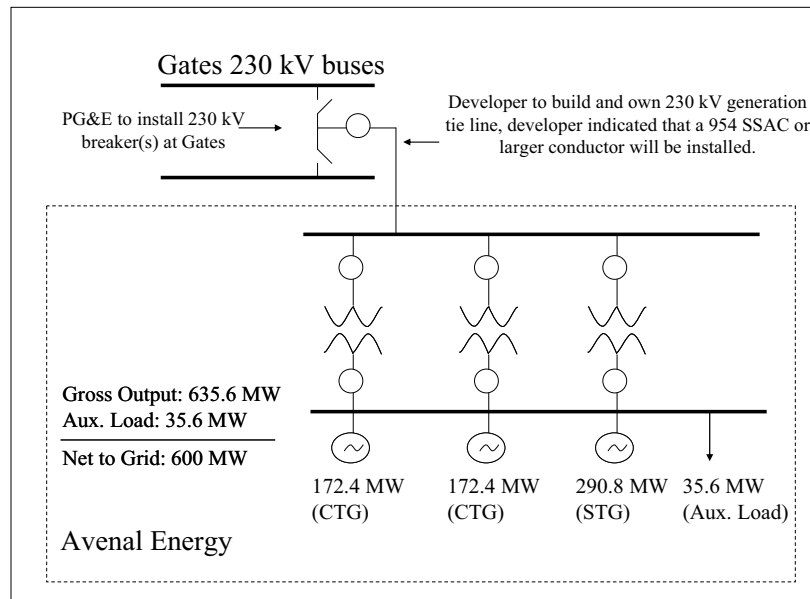 Gates 230 kV buses
PG&E to install 230 kV
breaker(s) at Gates
Developer to build and own 230 kV generation
tie line, developer indicated that a 954 SSAC or
larger conductor will be installed.
Gross Output: 635.6 MW
Aux. Load: 35.6 MW
Net to Grid: 600 MW
172.4 MW
(CTG)
172.4 MW
(CTG)
290.8 MW
(STG)
35.6 MW
(Aux. Load)
Avenal Energy